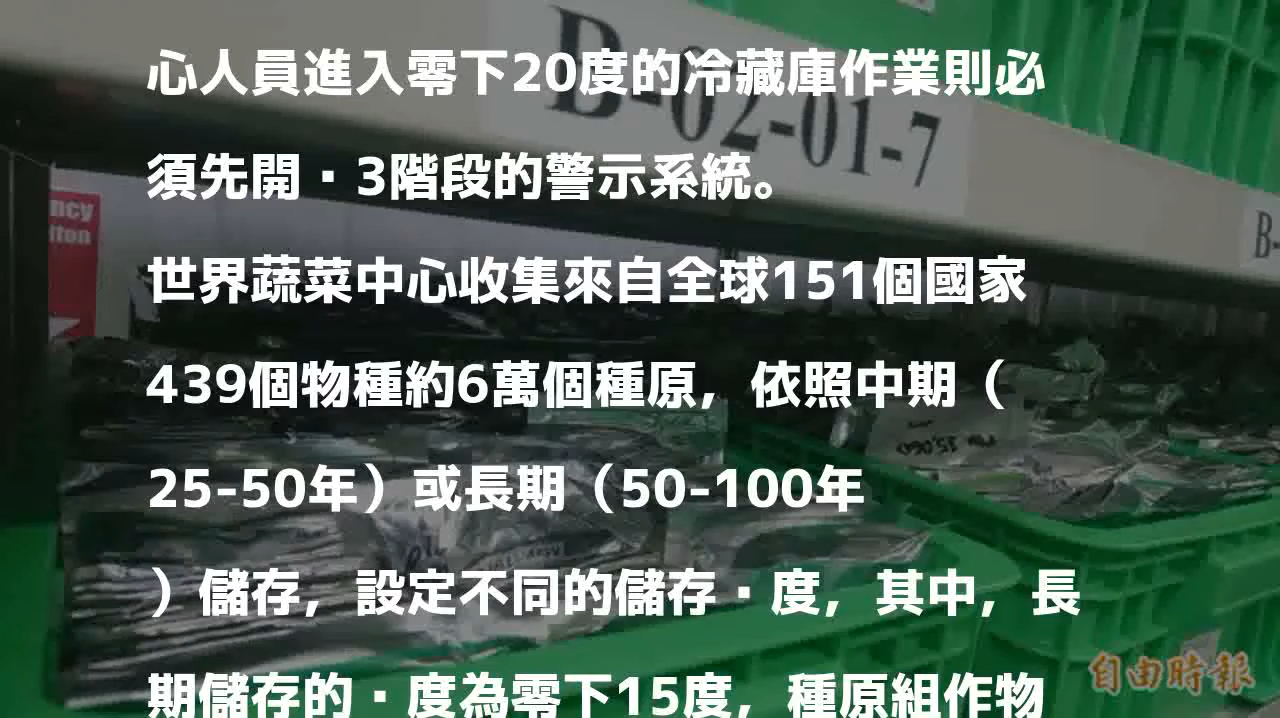 心人員進入零下20度的冷藏庫作業則必
須先開▪3階段的警示系統。
世界蔬菜中心收集來自全球151個國家
439個物種約6萬個種原，依照中期（
25-50年）或長期（50-100年
）儲存，設定不同的儲存▪度，其中，長
期儲存的▪度為零下15度，種原組作物
B-02-01-7
B-
ncy
tton
自由時報